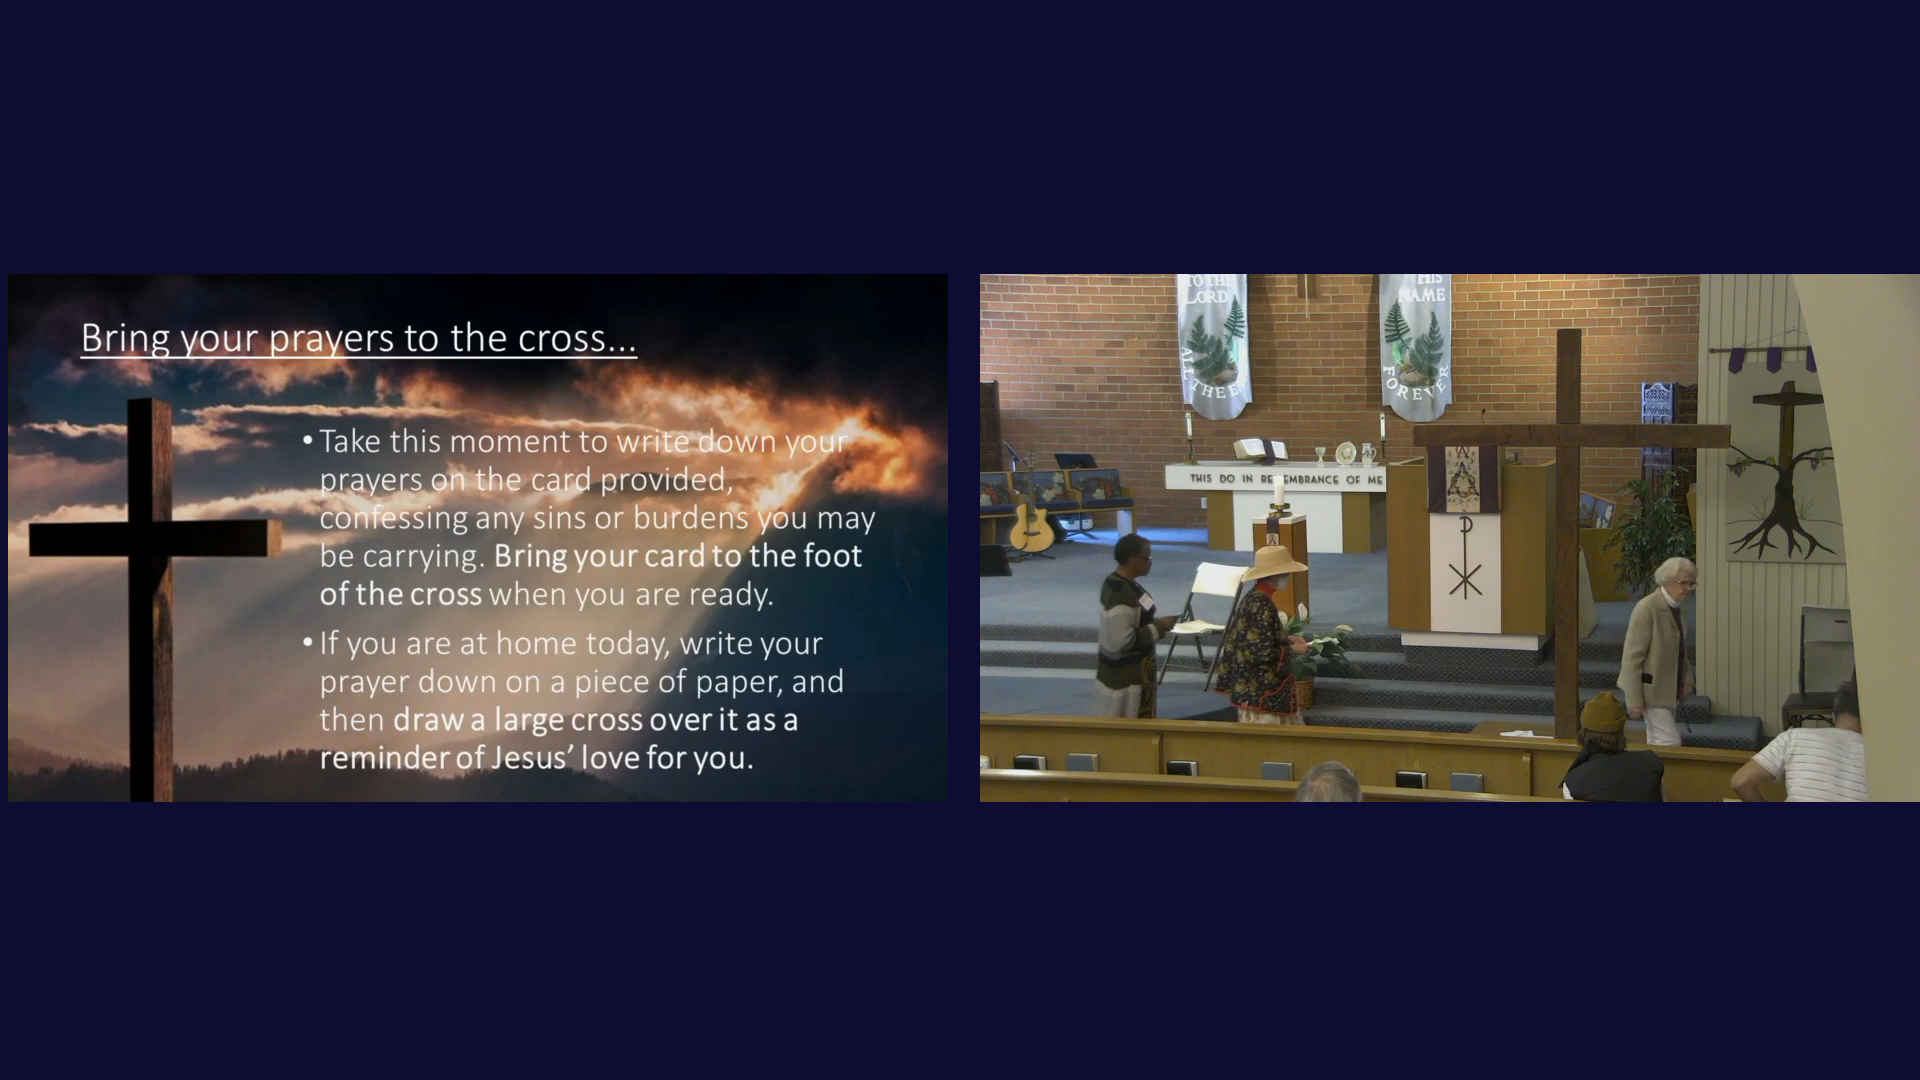 Bring your prayers to the cross...
• Take this moment to write down your
prayers on the card provided,
confessing any sins or burdens you may
be carrying. Bring your card to the foot
of the cross when you are ready.
• If you are at home today, write your
prayer down on a piece of paper, and
then draw a large cross over it as a
reminder of Jesus’ love for you.
TO THE
LORD
ALL THEE
HIS
NAME
FOREVER
THIS DO IN REMEMBRANCE OF ME